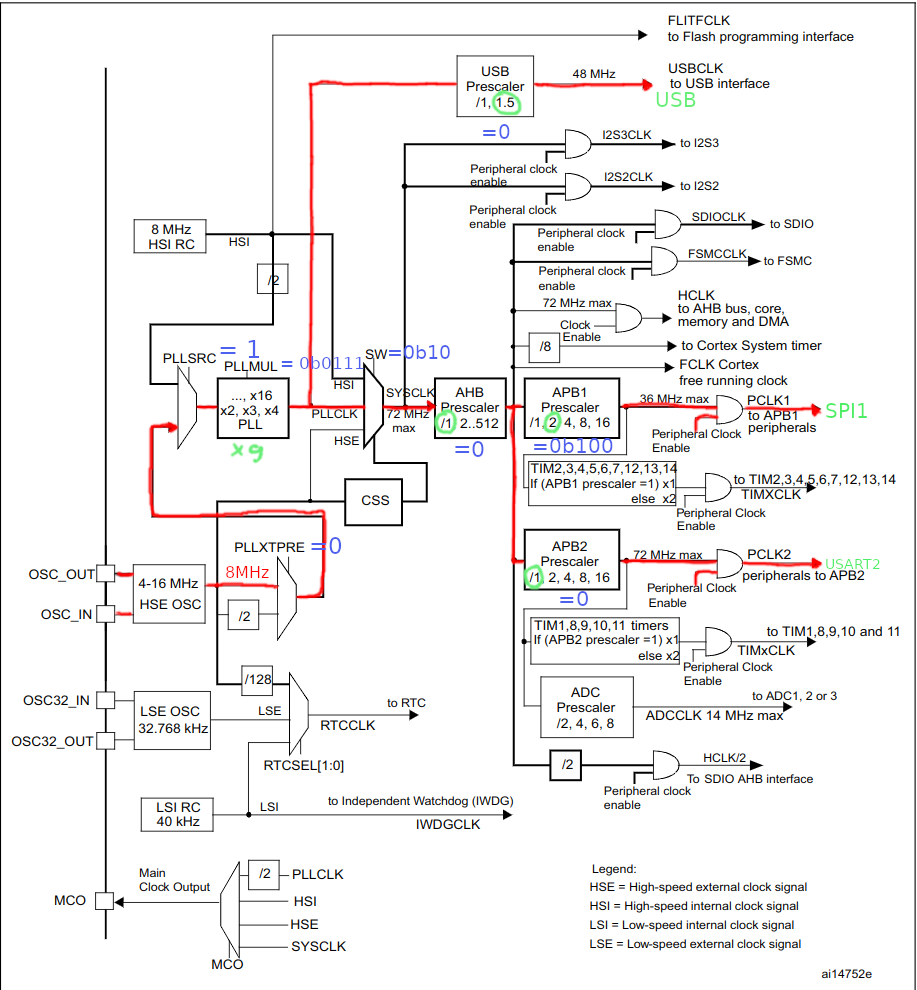 FLITFCLK
to Flash programming interface
USB
Prescaler
/1, 1.5
48 MHz
USBCLK
to USB interface
USB
=0
I2S3CLK
to I2S3
Peripheral clock
enable
I2S2CLK
to I2S2
Peripheral clock
enable
SDIOCLK
to SDIO
Peripheral clock
enable
FSMCCLK
to FSMC
Peripheral clock
enable
8 MHz
HSI RC
HSI
/2
72 MHz max
Clock
Enable
HCLK
to AHB bus, core,
memory and DMA
/8
to Cortex System timer
FCLK Cortex
free running clock
PLLSRC
= 1
PLLMUL
= 0b0111
SW
=0b10
HSI
..., x16
x2, x3, x4
PLL
x9
PLLCLK
HSE
SYSCLK
72 MHz
max
AHB
Prescaler
/1, 2..512
=0
APB1
Prescaler
/1, 2, 4, 8, 16
=0b100
36 MHz max
PCLK1
to APB1
peripherals
SPI1
Peripheral Clock
Enable
TIM2,3,4,5,6,7,12,13,14
If (APB1 prescaler =1) x1
else x2
to TIM2,3,4,5,6,7,12,13,14
TIMXCLK
Peripheral Clock
Enable
CSS
PLLXTPRE
=0
OSC_OUT
OSC_IN
4-16 MHz
HSE OSC
8MHz
/2
APB2
Prescaler
/1, 2, 4, 8, 16
=0
72 MHz max
PCLK2
peripherals to APB2
USART2
Peripheral Clock
Enable
TIM1,8,9,10,11 timers
If (APB2 prescaler =1) x1
else x2
to TIM1,8,9,10 and 11
TIMxCLK
Peripheral Clock
Enable
/128
OSC32_IN
OSC32_OUT
LSE OSC
32.768 kHz
LSE
to RTC
RTCCLK
RTCSEL[1:0]
ADC
Prescaler
/2, 4, 6, 8
to ADC1, 2 or 3
ADCCLK 14 MHz max
/2
HCLK/2
To SDIO AHB interface
Peripheral clock
enable
LSI RC
40 kHz
LSI
to Independent Watchdog (IWDG)
IWDGCLK
MCO
Main
Clock Output
/2
PLLCLK
HSI
HSE
SYSCLK
MCO
Legend:
HSE = High-speed external clock signal
HSI = High-speed internal clock signal
LSI = Low-speed internal clock signal
LSE = Low-speed external clock signal
ai14752e